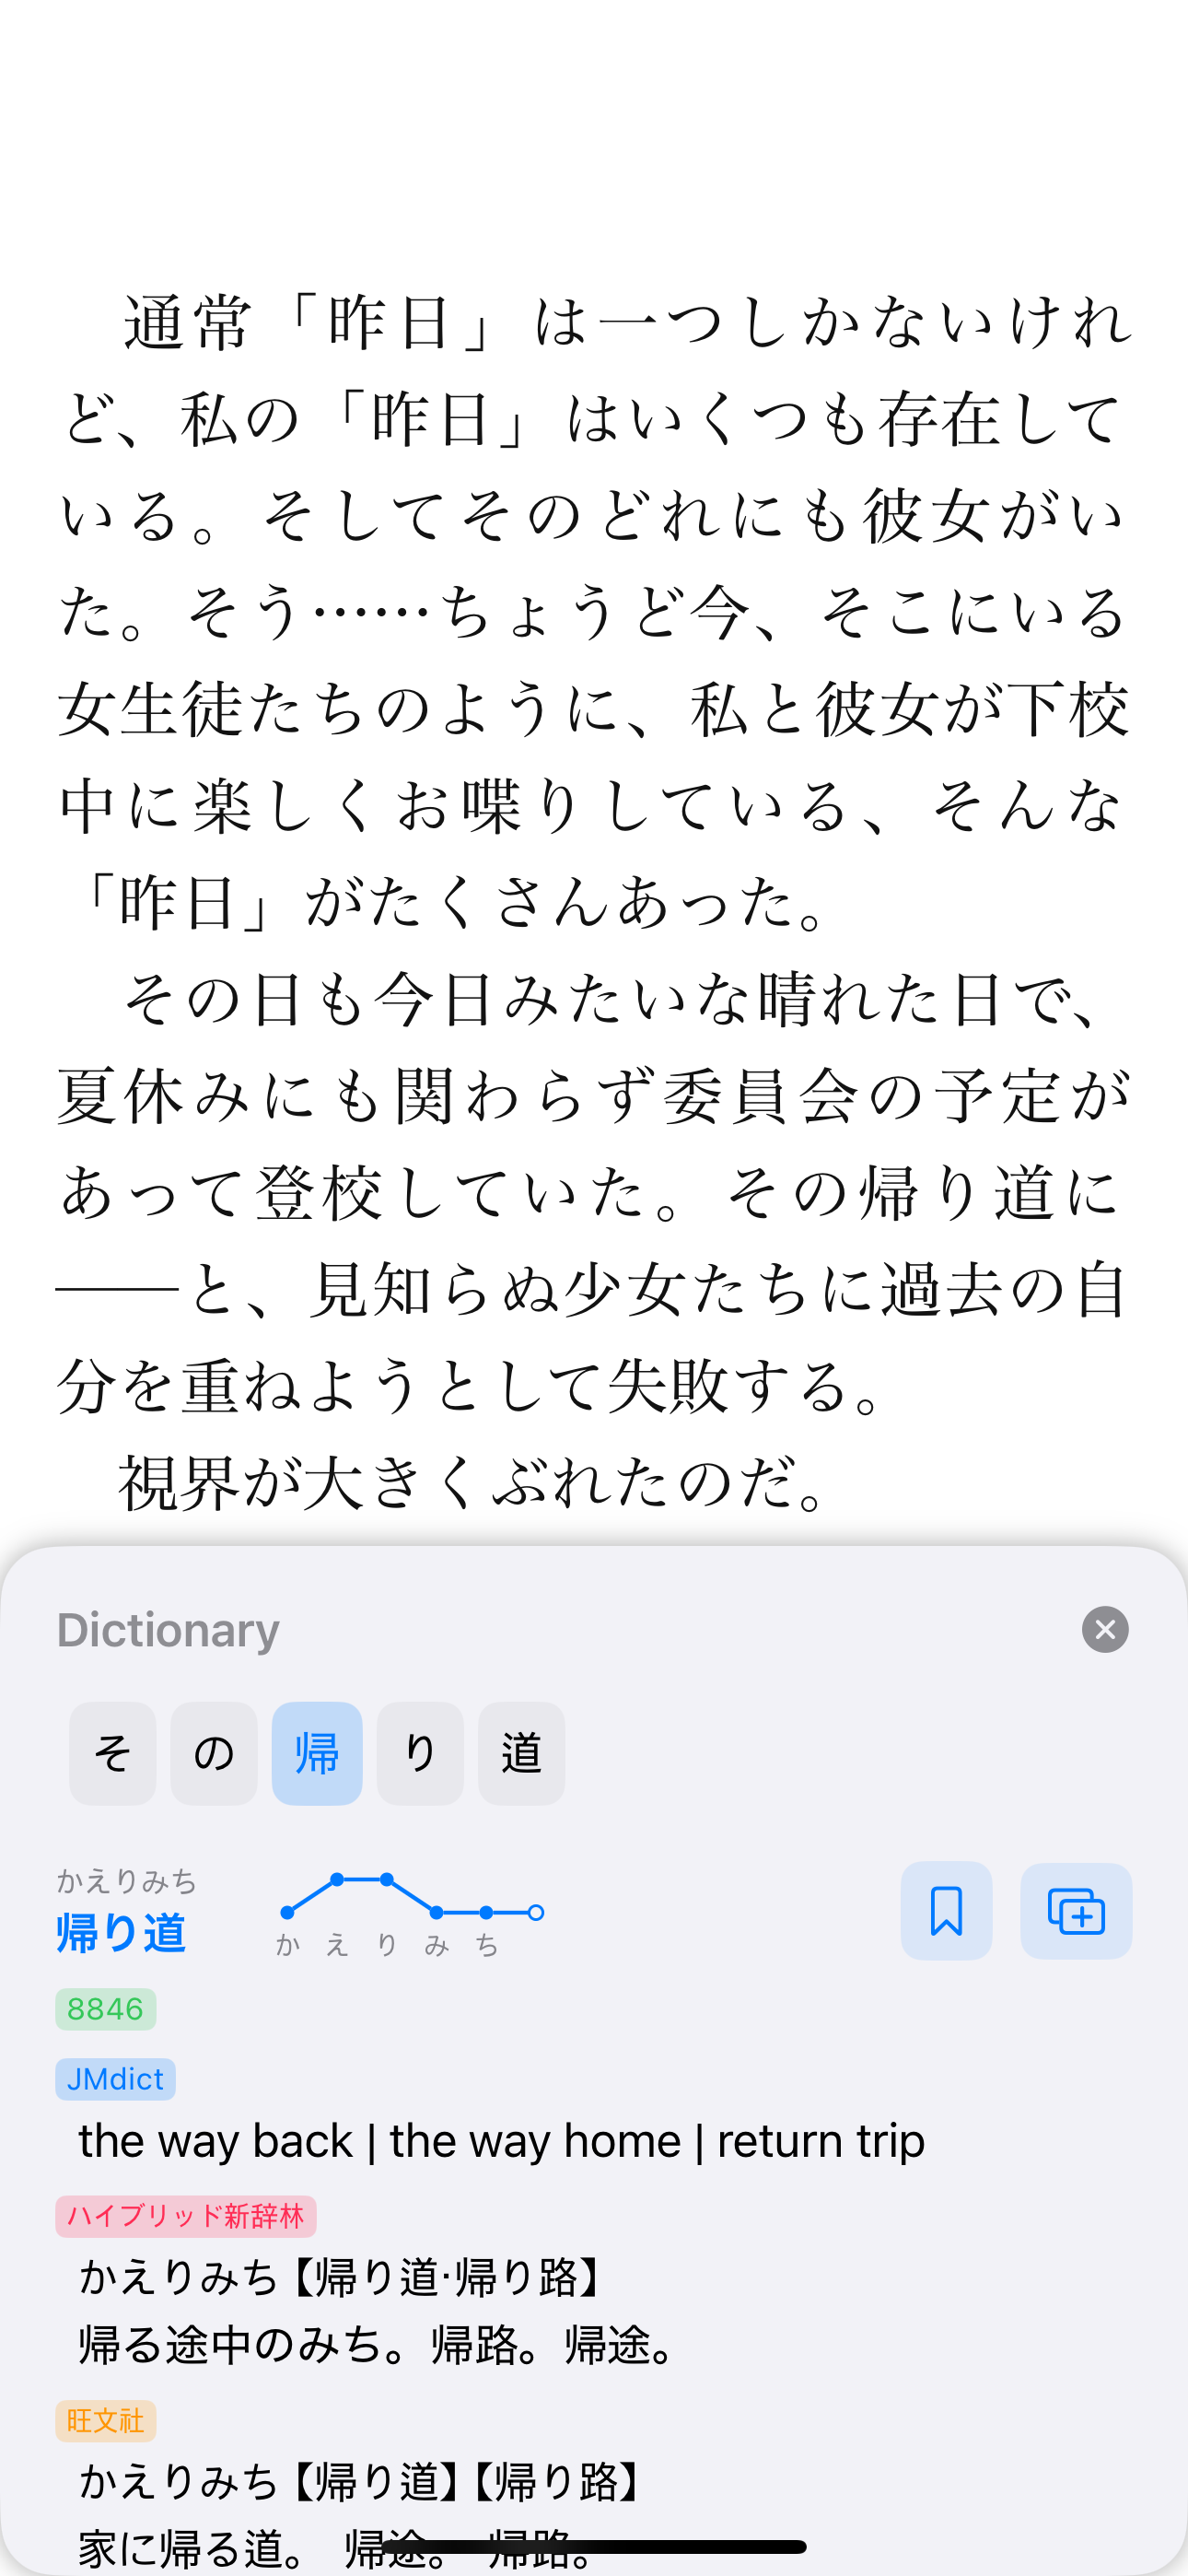 通常「昨日」は一つしかないけれ
ど、私の「昨日」はいくつも存在して
いる。そしてそのどれにも彼女がい
た。そう……ちょうど今、そこにいる
女生徒たちのように、私と彼女が下校
中に楽しくお喋りしている、そんな
「昨日」がたくさんあった。
その日も今日みたいな晴れた日で、
夏休みにも関わらず委員会の予定が
あって登校していた。その帰り道に
――と、見知らぬ少女たちに過去の自
分を重ねようとして失敗する。
視界が大きくぶれたのだ。
Dictionary
そ の 帰 り 道
かえりみち
帰り道
か え り み ち
8846
JMdict
the way back | the way home | return trip
ハイブリッド新辞林
かえりみち【帰り道·帰り路】
帰る途中のみち。帰路。帰途。
旺文社
かえりみち【帰り道】【帰り路】
家に帰る道。 帰途。 帰路。